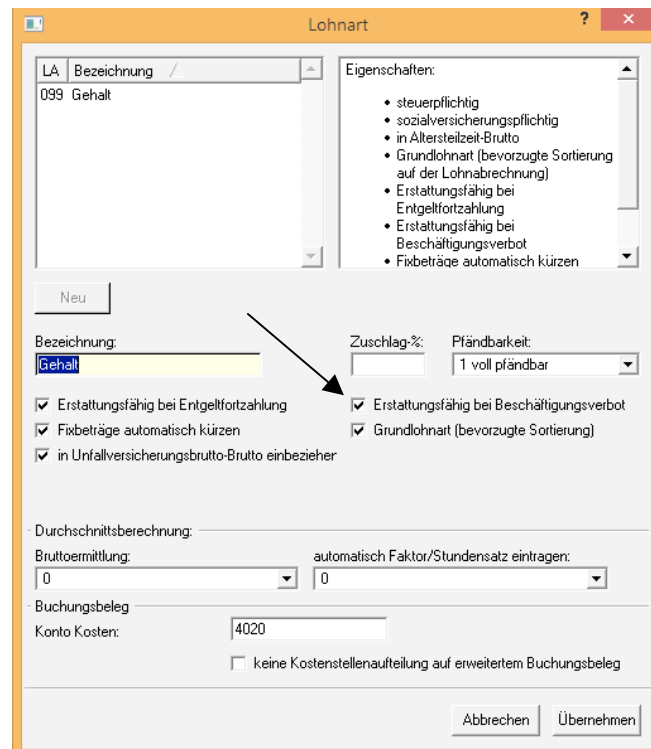 Lohnart
? ×
LA Bezeichnung
099 Gehalt
Eigenschaften:
• steuerpflichtig
• sozialversicherungspflichtig
• in Altersteilzeit-Brutto
• Grundlohnart (bevorzugte Sortierung
auf der Lohnabrechnung)
• Erstattungsfähig bei
Entgeltfortzahlung
• Erstattungsfähig bei
Beschäftigungsverbot
• Fixbeträge automatisch kürzen
Neu
Bezeichnung: Zuschlag-%: Pfändbarkeit:
Gehalt 1 voll pfändbar
Erstattungsfähig bei Entgeltfortzahlung Erstattungsfähig bei Beschäftigungsverbot
Fixbeträge automatisch kürzen Grundlohnart (bevorzugte Sortierung)
in Unfallversicherungsbrutto-Brutto einbezieher
Durchschnittsberechnung:
Bruttoermittlung: automatisch Faktor/Stundensatz eintragen:
0 0
Buchungsbeleg
Konto Kosten: 4020
keine Kostenstellenaufteilung auf erweitertem Buchungsbeleg
Abbrechen Übernehmen